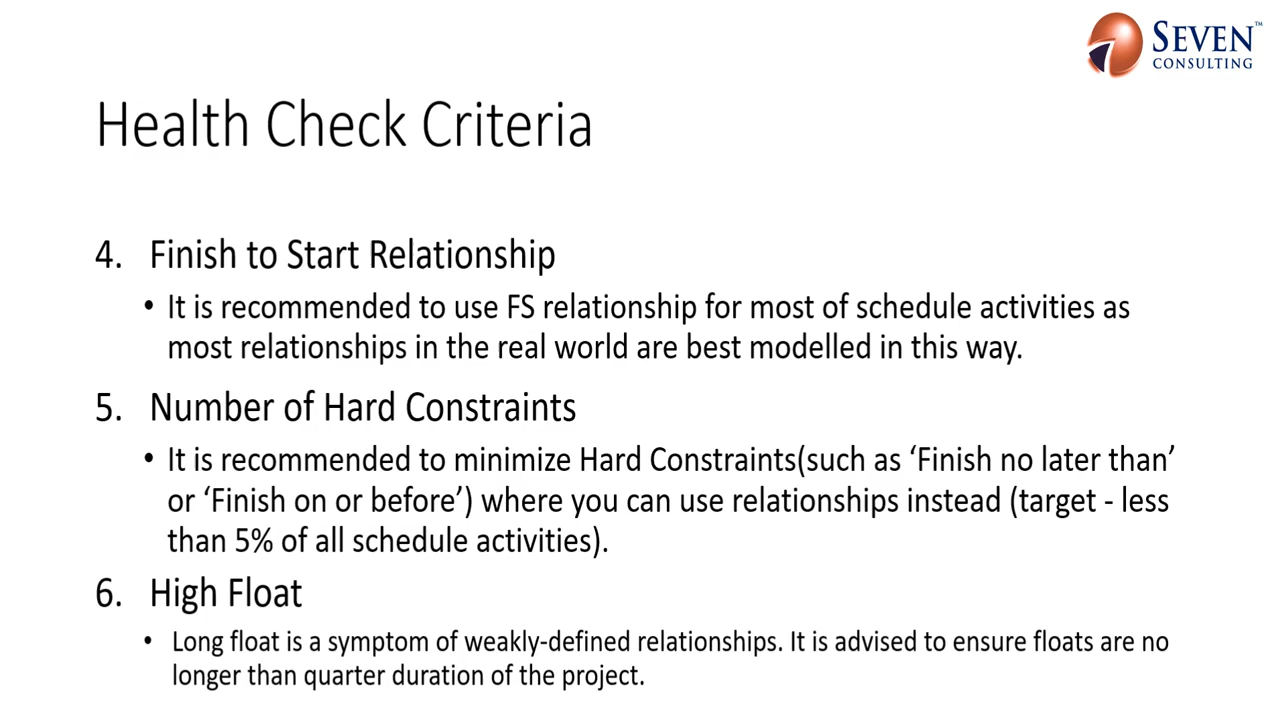 SEVEN™
CONSULTING
Health Check Criteria
4. Finish to Start Relationship
• It is recommended to use FS relationship for most of schedule activities as
most relationships in the real world are best modelled in this way.
5. Number of Hard Constraints
• It is recommended to minimize Hard Constraints(such as ‘Finish no later than’
or ‘Finish on or before’) where you can use relationships instead (target - less
than 5% of all schedule activities).
6. High Float
• Long float is a symptom of weakly-defined relationships. It is advised to ensure floats are no
longer than quarter duration of the project.